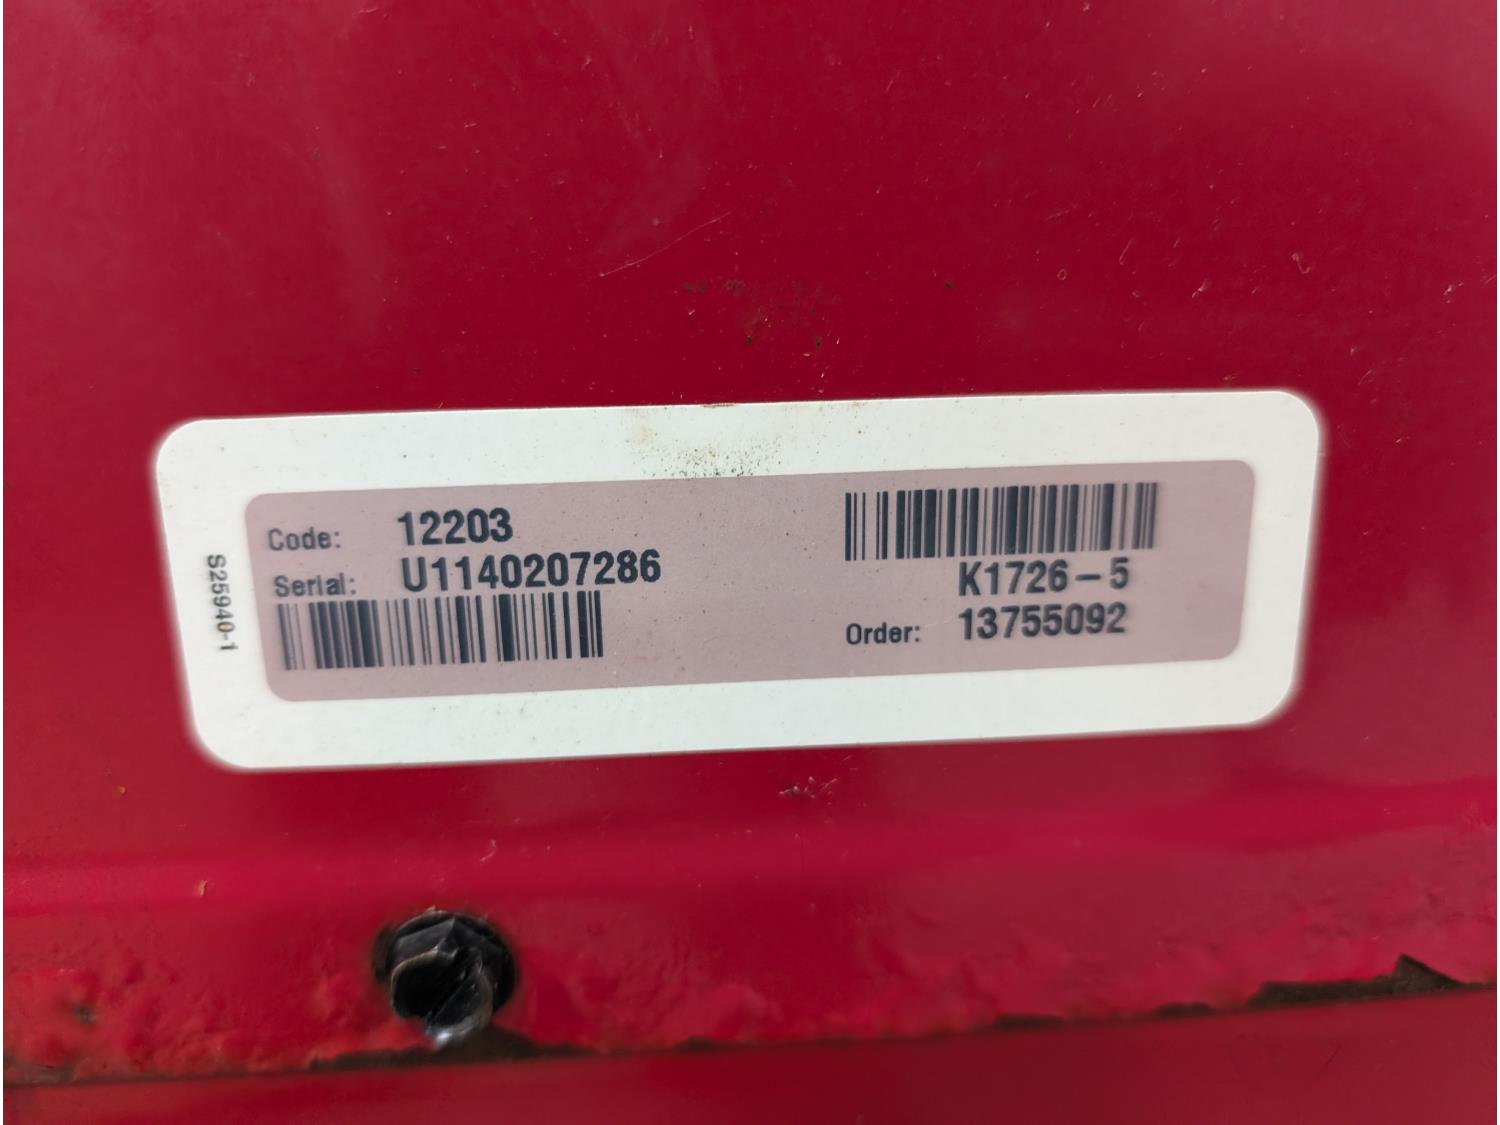 Code: 12203
Serial: U1140207286
K1726-5
Order: 13755092
S25940-1